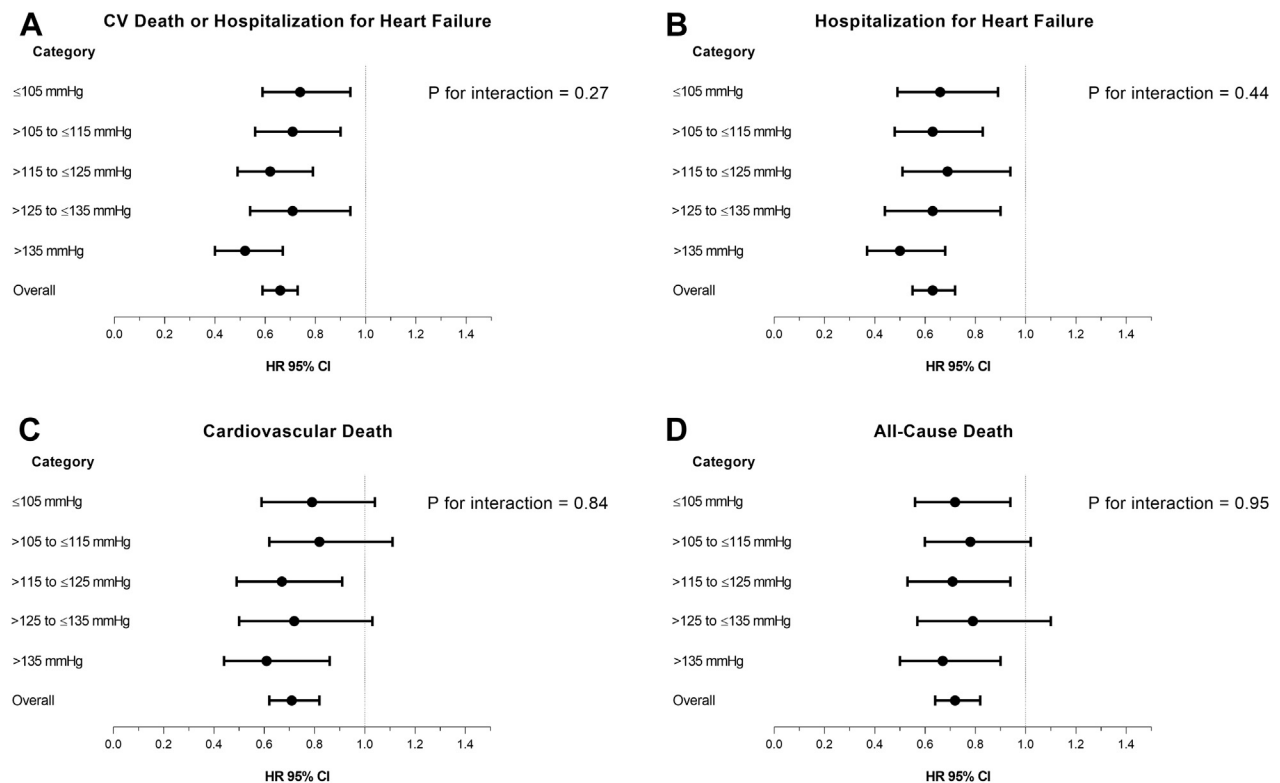 A
CV Death or Hospitalization for Heart Failure
Category
≤105 mmHg
P for interaction = 0.27
>105 to ≤115 mmHg
>115 to ≤125 mmHg
>125 to ≤135 mmHg
>135 mmHg
Overall
0.0 0.2 0.4 0.6 0.8 1.0 1.2 1.4
HR 95% CI
B
Hospitalization for Heart Failure
Category
≤105 mmHg
P for interaction = 0.44
>105 to ≤115 mmHg
>115 to ≤125 mmHg
>125 to ≤135 mmHg
>135 mmHg
Overall
0.0 0.2 0.4 0.6 0.8 1.0 1.2 1.4
HR 95% CI
C
Cardiovascular Death
Category
≤105 mmHg
P for interaction = 0.84
>105 to ≤115 mmHg
>115 to ≤125 mmHg
>125 to ≤135 mmHg
>135 mmHg
Overall
0.0 0.2 0.4 0.6 0.8 1.0 1.2 1.4
HR 95% CI
D
All-Cause Death
Category
≤105 mmHg
P for interaction = 0.95
>105 to ≤115 mmHg
>115 to ≤125 mmHg
>125 to ≤135 mmHg
>135 mmHg
Overall
0.0 0.2 0.4 0.6 0.8 1.0 1.2 1.4
HR 95% CI